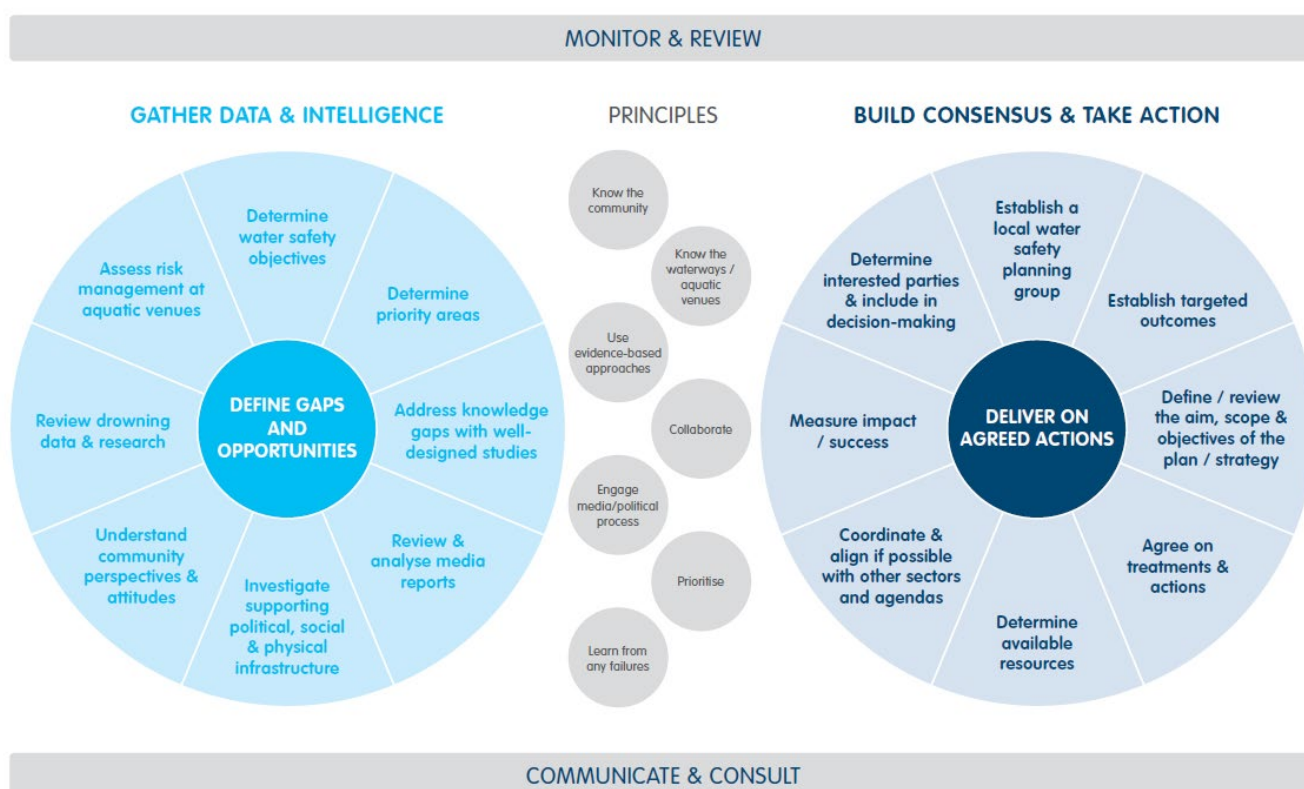 MONITOR & REVIEW
GATHER DATA & INTELLIGENCE
Determine
water safety
objectives
Determine
priority areas
Address knowledge
gaps with well-
designed studies
Review &
analyse media
reports
Investigate
supporting
political, social
& physical
infrastructure
Understand
community
perspectives &
attitudes
Review drowning
data & research
Assess risk
management at
aquatic venues
DEFINE GAPS
AND
OPPORTUNITIES
PRINCIPLES
Know the
community
Know the
waterways /
aquatic
venues
Use
evidence-based
approaches
Collaborate
Engage
media/political
process
Prioritise
Learn from
any failures
BUILD CONSENSUS & TAKE ACTION
Establish a
local water
safety
planning
group
Establish targeted
outcomes
Define / review
the aim, scope &
objectives of the
plan / strategy
Agree on
treatments &
actions
Determine
available
resources
Coordinate &
align if possible
with other sectors
and agendas
Measure impact
/ success
Determine
interested parties
& include in
decision-making
DELIVER ON
AGREED ACTIONS
COMMUNICATE & CONSULT